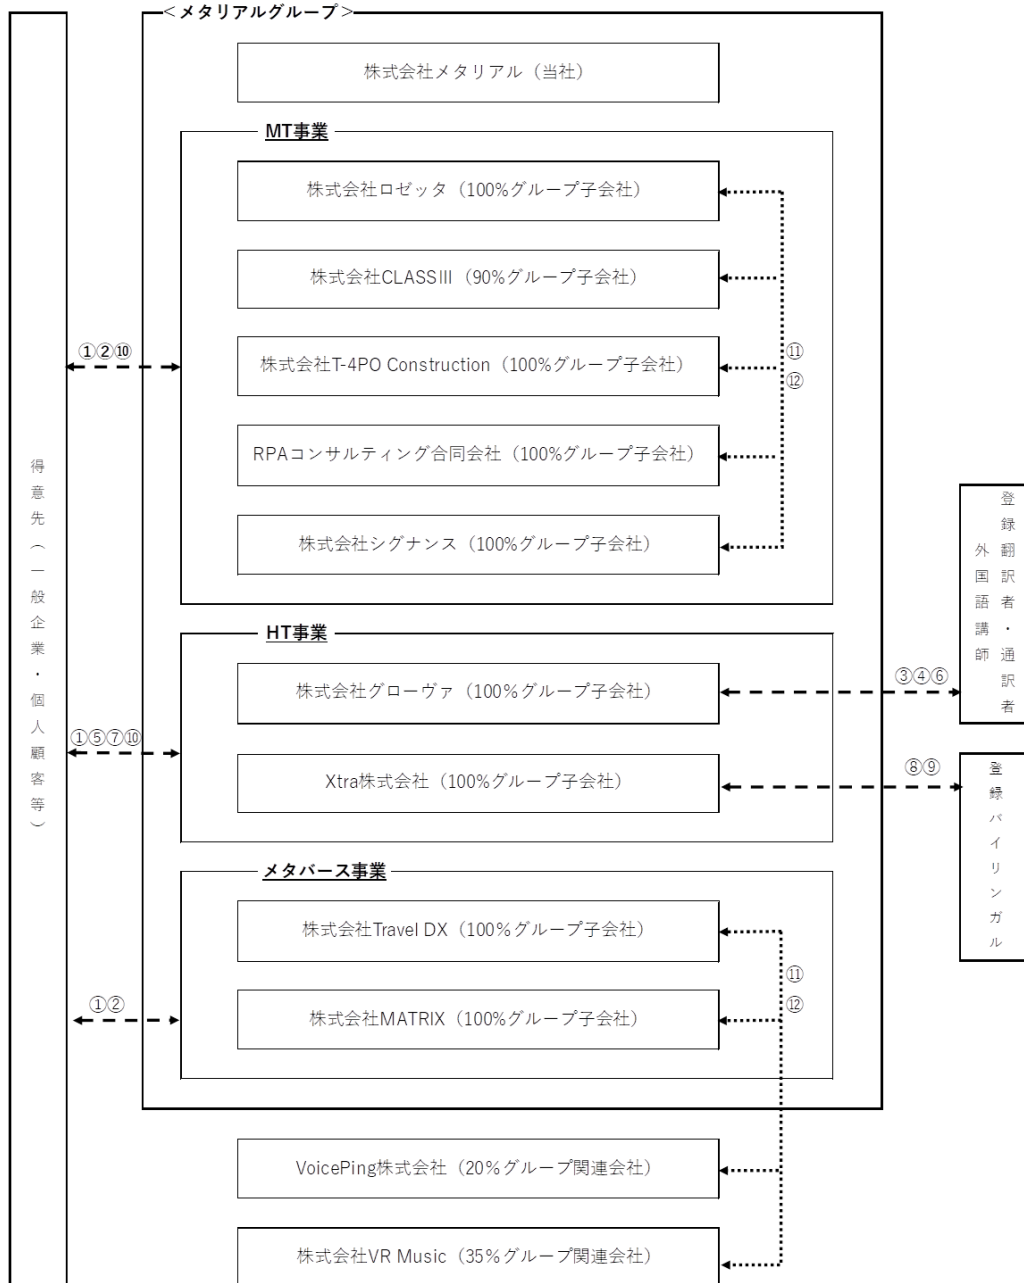 ＜メタリアルグループ＞
株式会社メタリアル（当社）
MT事業
株式会社ロゼッタ（100%グループ子会社）
株式会社CLASSⅢ（90%グループ子会社）
①②⑩
株式会社T-4PO Construction（100%グループ子会社）
⑪
⑫
RPAコンサルティング合同会社（100%グループ子会社）
株式会社シグナンス（100%グループ子会社）
得意先（一般企業・個人顧客等）
HT事業
株式会社グローヴァ（100%グループ子会社）
③④⑥
登録翻訳者・通訳者
外国語講師
①⑤⑦⑩
Xtra株式会社（100%グループ子会社）
⑧⑨
登録バイリンガル
メタバース事業
株式会社Travel DX（100%グループ子会社）
⑪
⑫
①②
株式会社MATRIX（100%グループ子会社）
VoicePing株式会社（20%グループ関連会社）
株式会社VR Music（35%グループ関連会社）